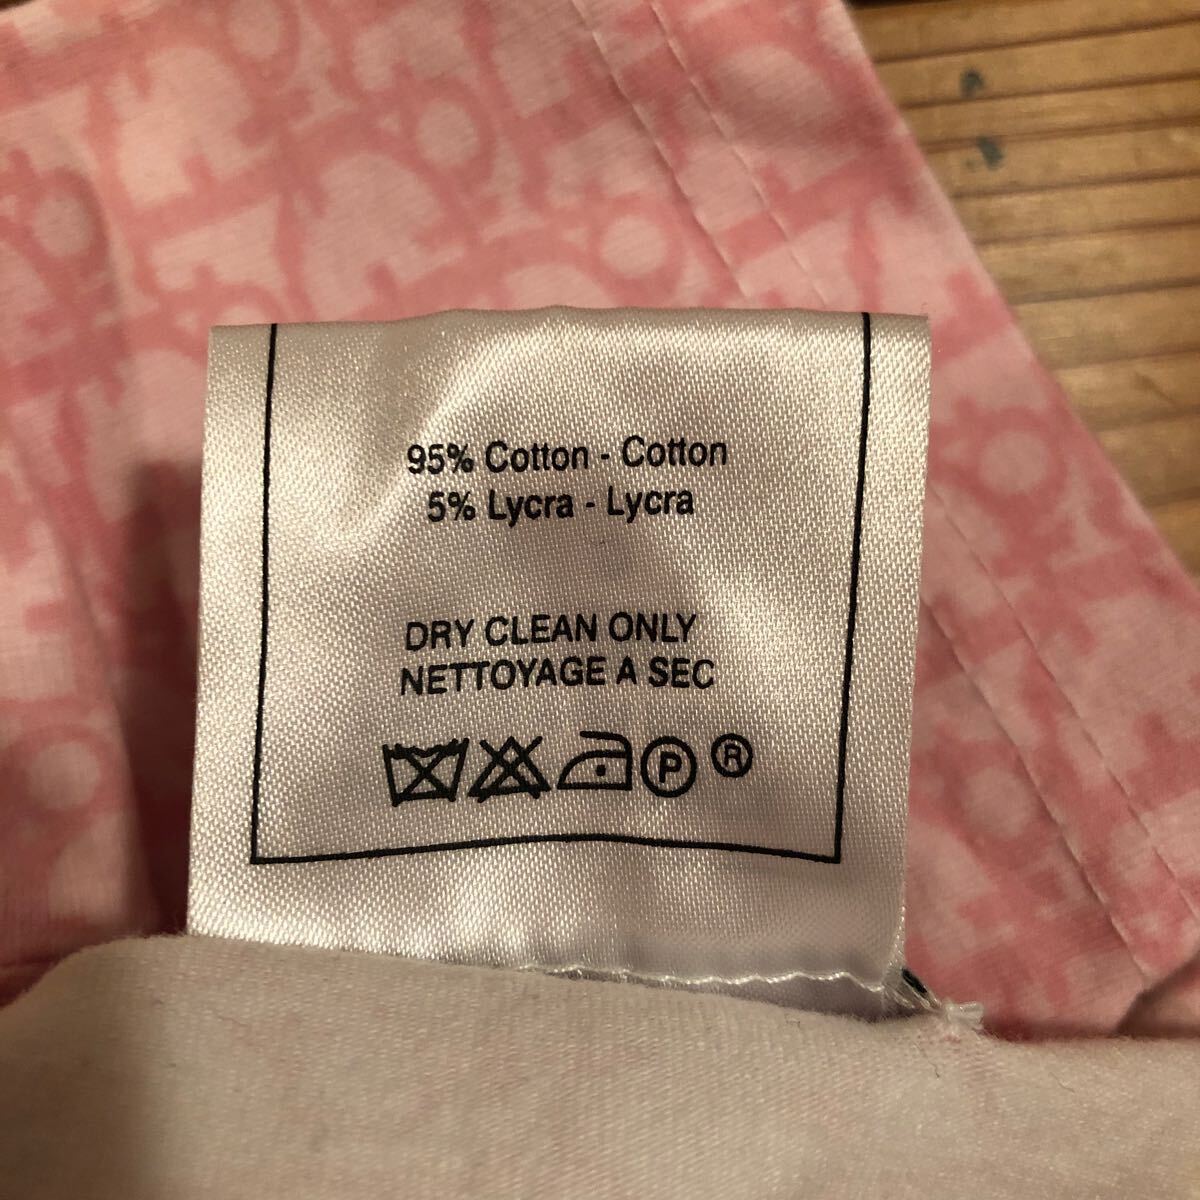 95% Cotton - Cotton
5% Lycra - Lycra
DRY CLEAN ONLY
NETTOYAGE A SEC
P ®